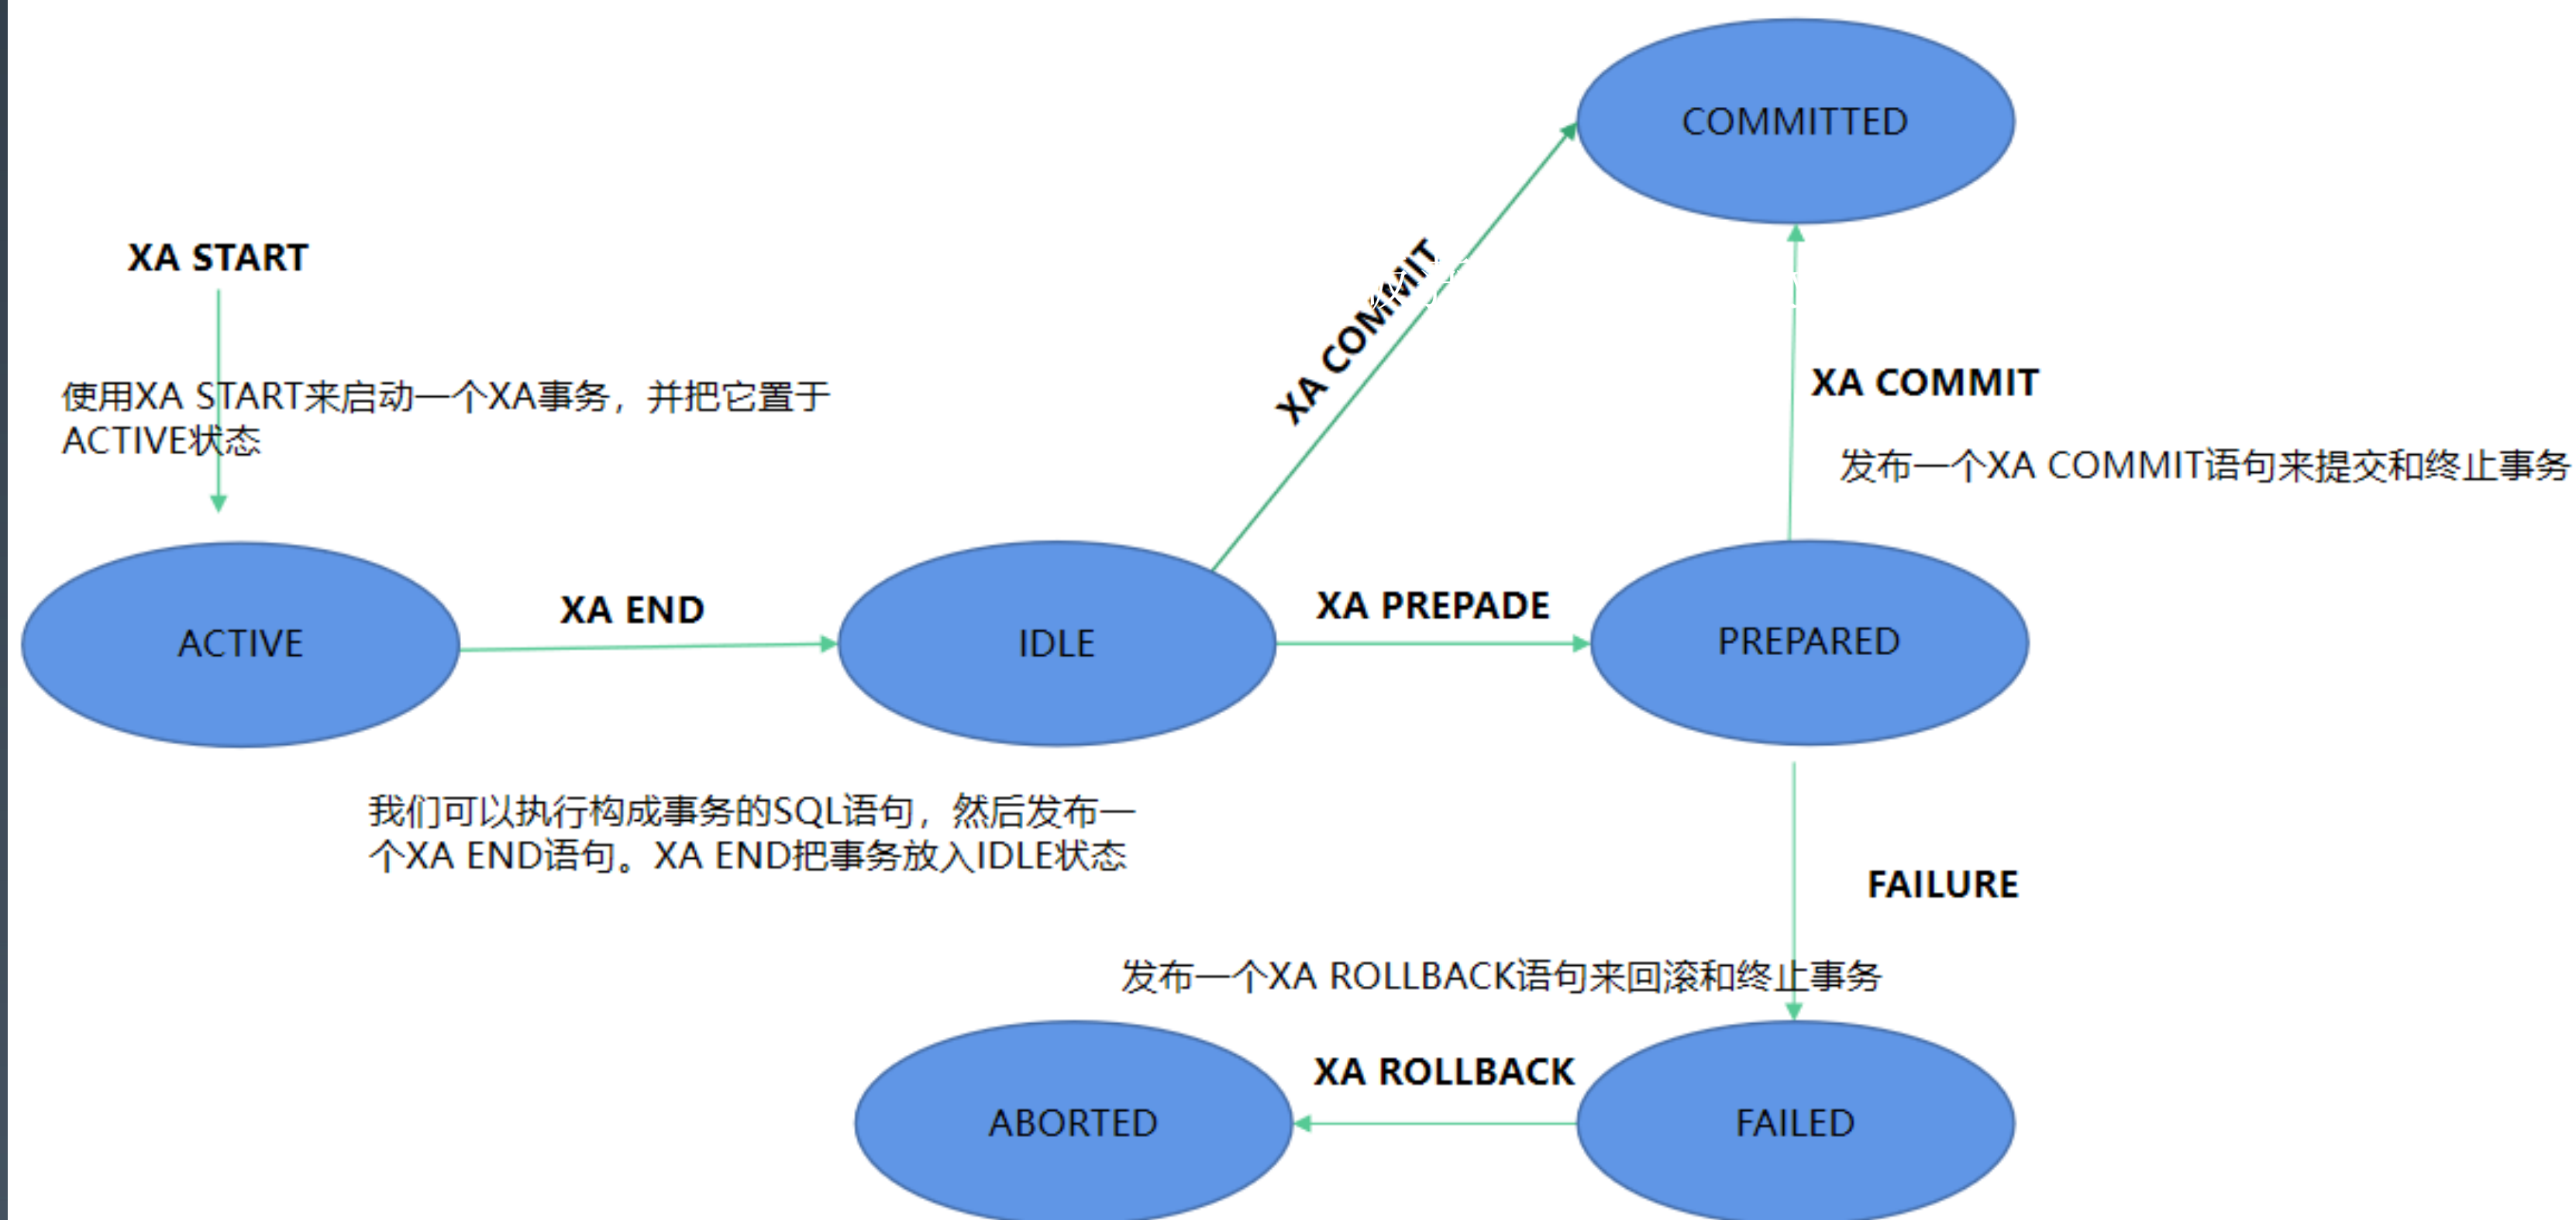 COMMITTED
XA START
XA COMMIT
使用XA START来启动一个XA事务，并把它置于
ACTIVE状态
XA COMMIT
发布一个XA COMMIT语句来提交和终止事务
ACTIVE
XA END
IDLE
XA PREPADE
PREPARED
我们可以执行构成事务的SQL语句，然后发布一
个XA END语句。XA END把事务放入IDLE状态
FAILURE
发布一个XA ROLLBACK语句来回滚和终止事务
ABORTED
XA ROLLBACK
FAILED